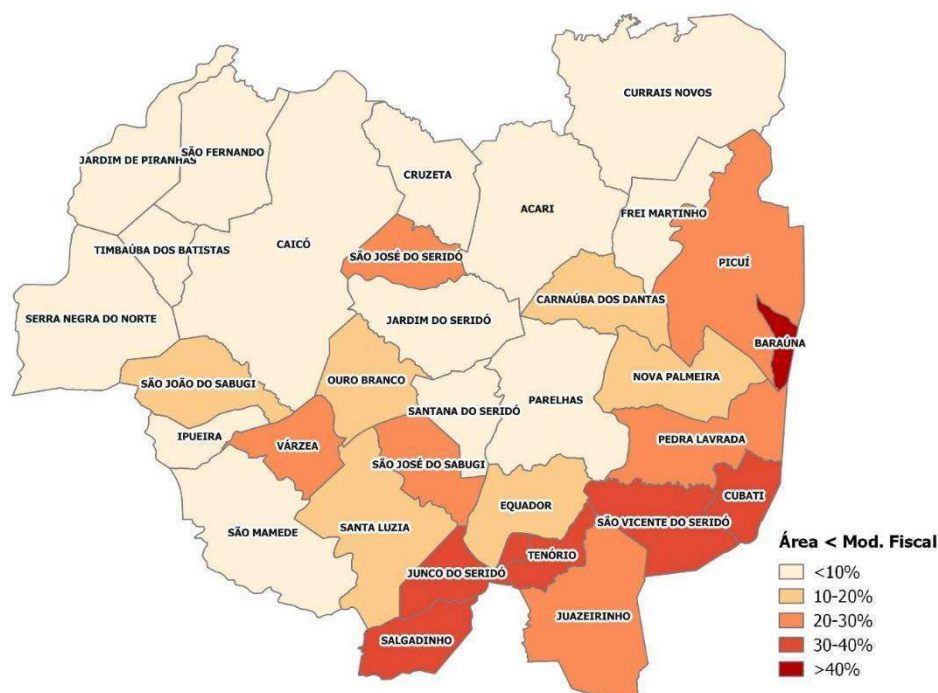 CURRAIS NOVOS
SÃO FERNANDO
JARDIM DE PIRANHAS
CRUZETA
ACARI
FREI MARTINHO
TIMBAÚBA DOS BATISTAS
CAICÓ
SÃO JOSÉ DO SERIDÓ
PICUÍ
CARNAÚBA DOS DANTAS
SERRA NEGRA DO NORTE
JARDIM DO SERIDÓ
BARAÚNA
SÃO JOÃO DO SABUGI
OURO BRANCO
NOVA PALMEIRA
PARELHAS
SANTANA DO SERIDÓ
IPUEIRA
VÁRZEA
PEDRA LAVRADA
SÃO JOSÉ DO SABUGI
CUBATI
EQUADOR
SÃO VICENTE DO SERIDÓ
SANTA LUZIA
SÃO MAMEDE
TENÓRIO
JUNCO DO SERIDÓ
JUAZEIRINHO
SALGADINHO
Área < Mod. Fiscal
<10%
10-20%
20-30%
30-40%
>40%